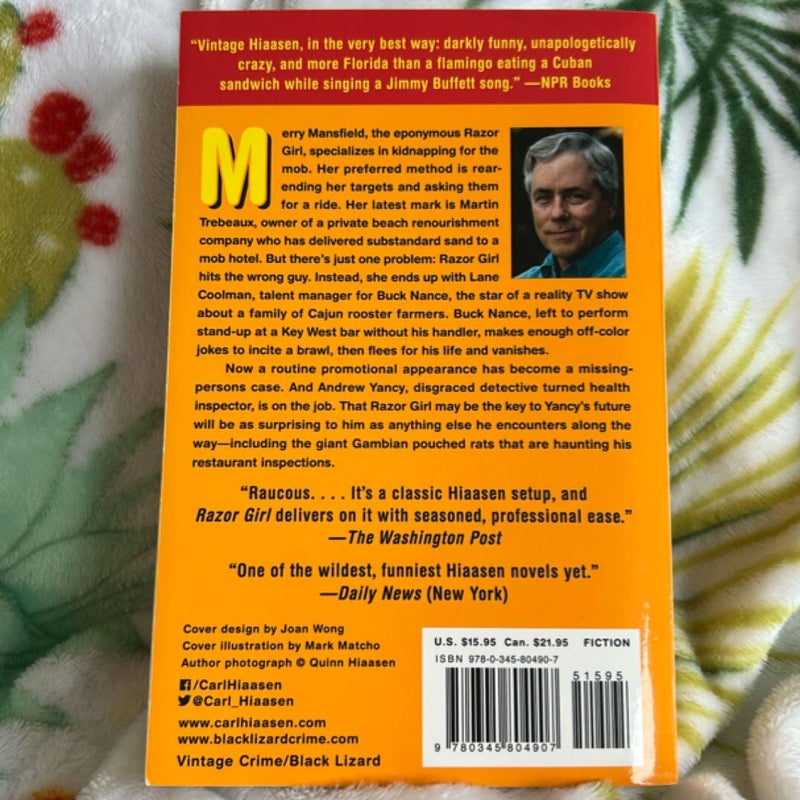 “Vintage Hiaasen, in the very best way: darkly funny, unapologetically
crazy, and more Florida than a flamingo eating a Cuban
sandwich while singing a Jimmy Buffett song.” —NPR Books
Merry Mansfield, the eponymous Razor
Girl, specializes in kidnapping for the
mob. Her preferred method is rear-
ending her targets and asking them
for a ride. Her latest mark is Martin
Trebeaux, owner of a private beach renourishment
company who has delivered substandard sand to a
mob hotel. But there’s just one problem: Razor Girl
hits the wrong guy. Instead, she ends up with Lane
Coolman, talent manager for Buck Nance, the star of a reality TV show
about a family of Cajun rooster farmers. Buck Nance, left to perform
stand-up at a Key West bar without his handler, makes enough off-color
jokes to incite a brawl, then flees for his life and vanishes.
Now a routine promotional appearance has become a missing-
persons case. And Andrew Yancy, disgraced detective turned health
inspector, is on the job. That Razor Girl may be the key to Yancy’s future
will be as surprising to him as anything else he encounters along the
way—including the giant Gambian pouched rats that are haunting his
restaurant inspections.
“Raucous. . . . It’s a classic Hiaasen setup, and
Razor Girl delivers on it with seasoned, professional ease.”
—The Washington Post
“One of the wildest, funniest Hiaasen novels yet.”
—Daily News (New York)
Cover design by Joan Wong
Cover illustration by Mark Matcho
Author photograph © Quinn Hiaasen
/CarlHiaasen
@Carl_Hiaasen
www.carlhiaasen.com
www.blacklizardcrime.com
Vintage Crime/Black Lizard
U.S. $15.95 Can. $21.95 FICTION
ISBN 978-0-345-80490-7
51595
9 780345 804907